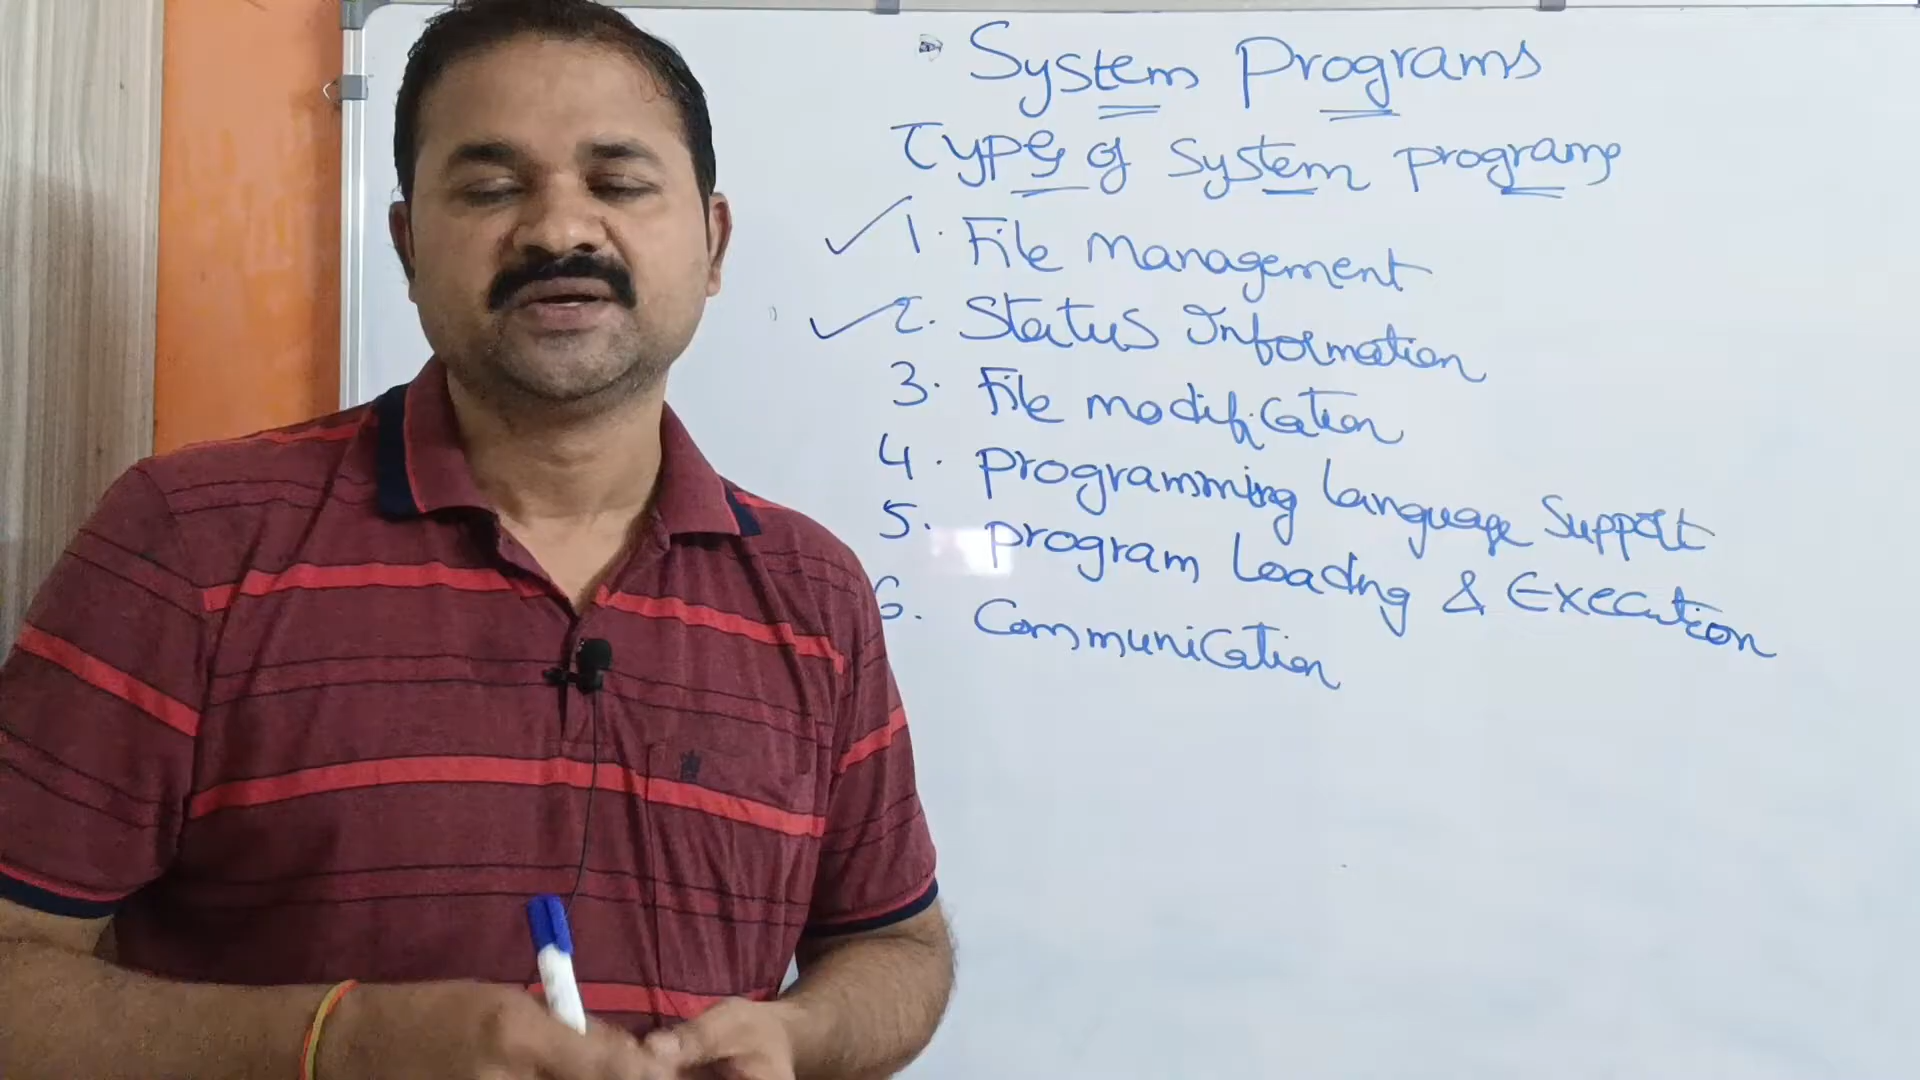 System Programs
Types of System programs
1. File Management
2. Status Information
3. File modification
4. programming language Support
5. program Loading & Execution
6. Communication